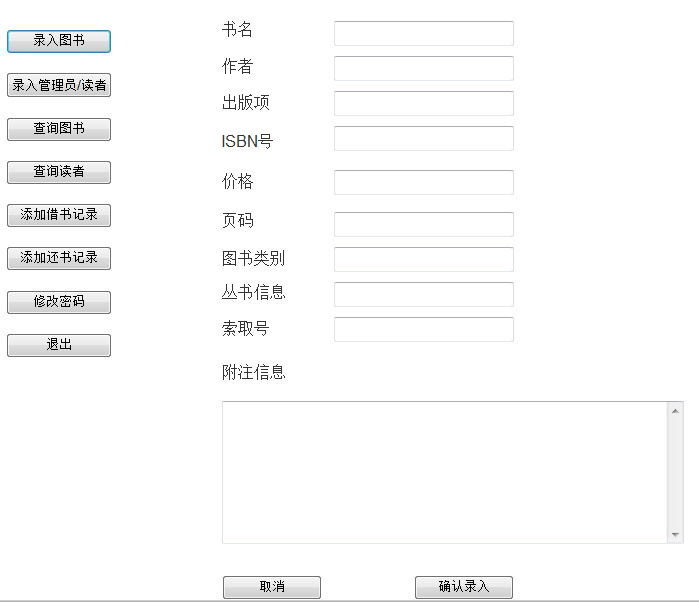 录入图书
录入管理员/读者
查询图书
查询读者
添加借书记录
添加还书记录
修改密码
退出
书名
作者
出版项
ISBN号
价格
页码
图书类别
丛书信息
索取号
附注信息
取消
确认录入